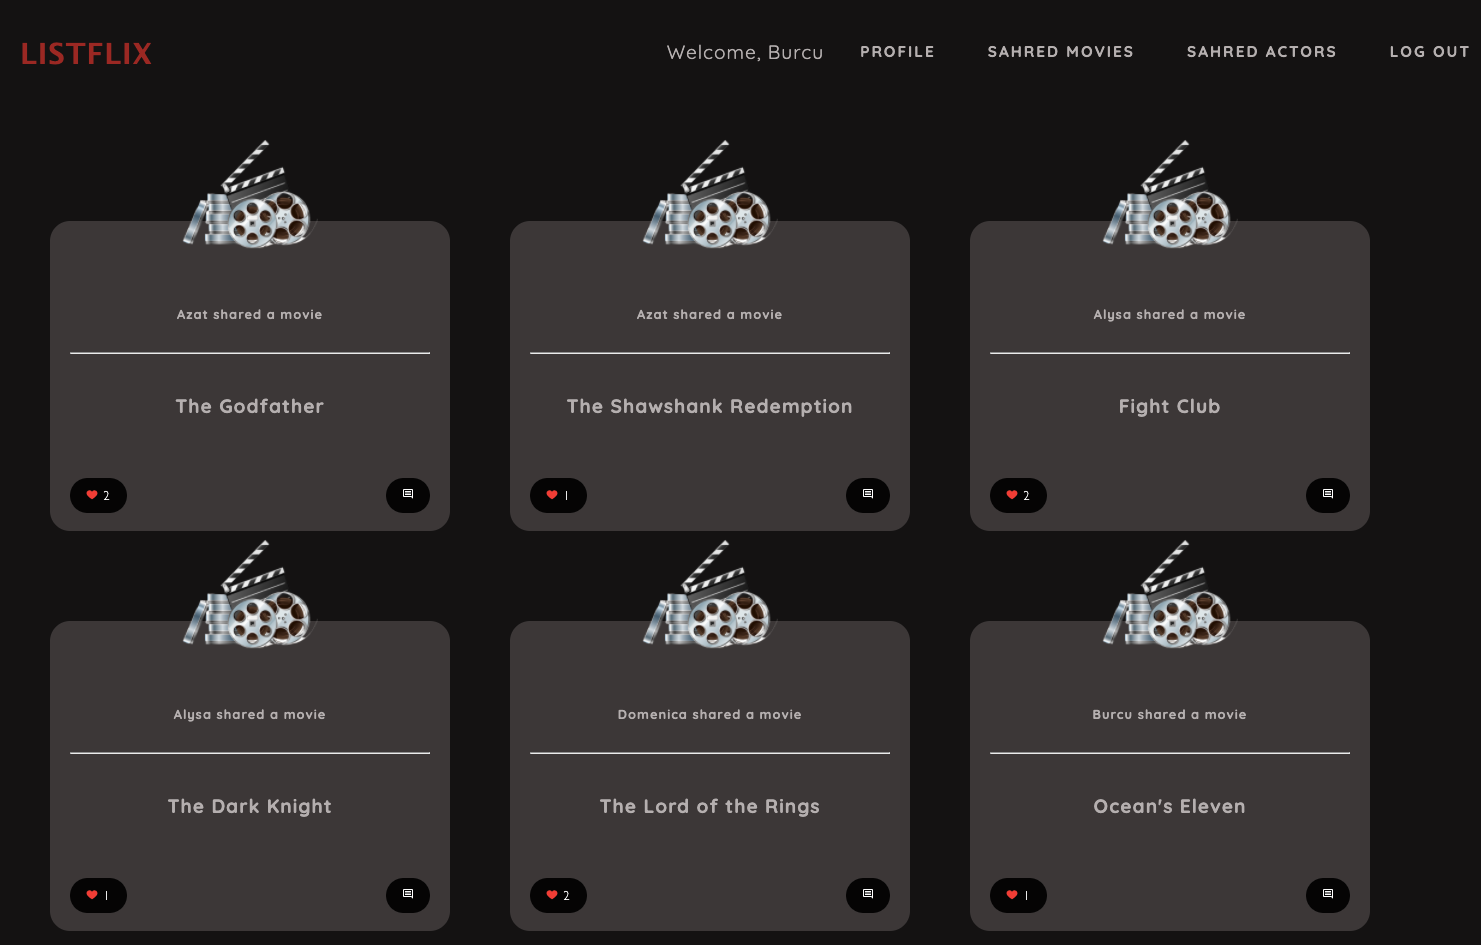 LISTFLIX
Welcome, Burcu
PROFILE
SAHRED MOVIES
SAHRED ACTORS
LOG OUT
Azat shared a movie
The Godfather
2
Azat shared a movie
The Shawshank Redemption
1
Alysa shared a movie
Fight Club
2
Alysa shared a movie
The Dark Knight
1
Domenica shared a movie
The Lord of the Rings
2
Burcu shared a movie
Ocean's Eleven
1